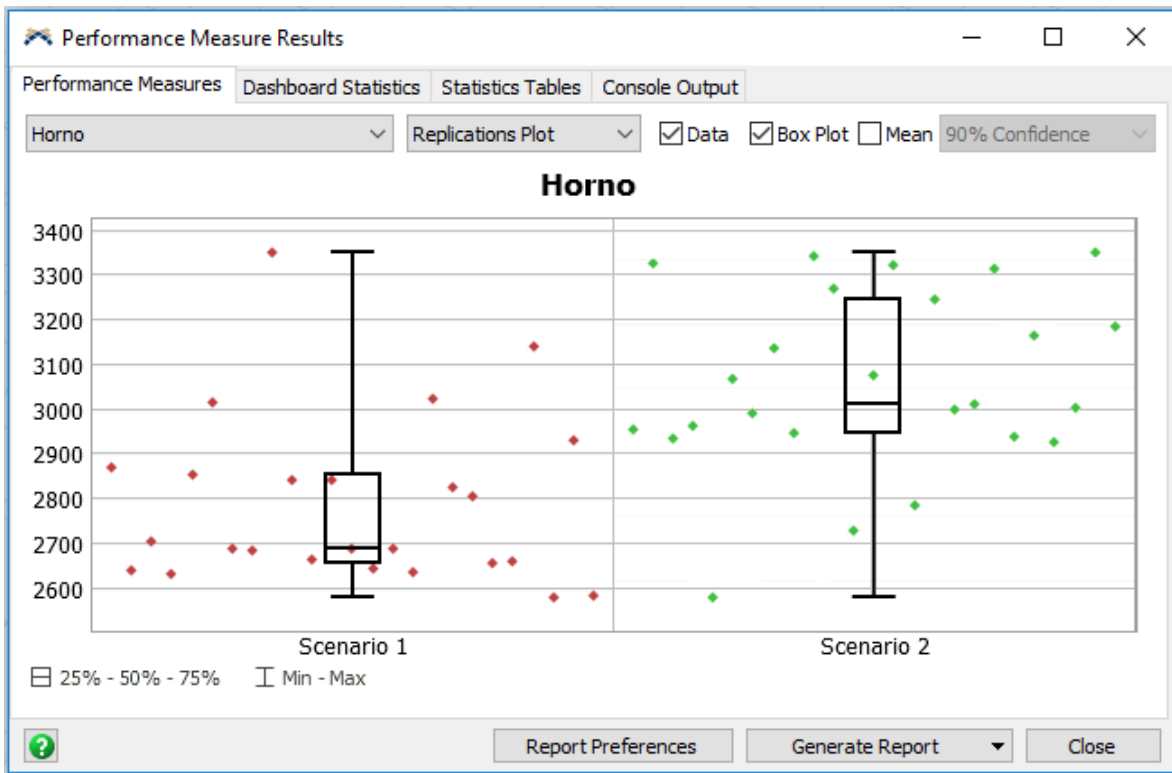 Performance Measure Results
Performance Measures Dashboard Statistics Statistics Tables Console Output
Horno Replications Plot Data Box Plot Mean 90% Confidence
Horno
3400
3300
3200
3100
3000
2900
2800
2700
2600
Scenario 1 Scenario 2
25% - 50% - 75% Min - Max
? Report Preferences Generate Report Close